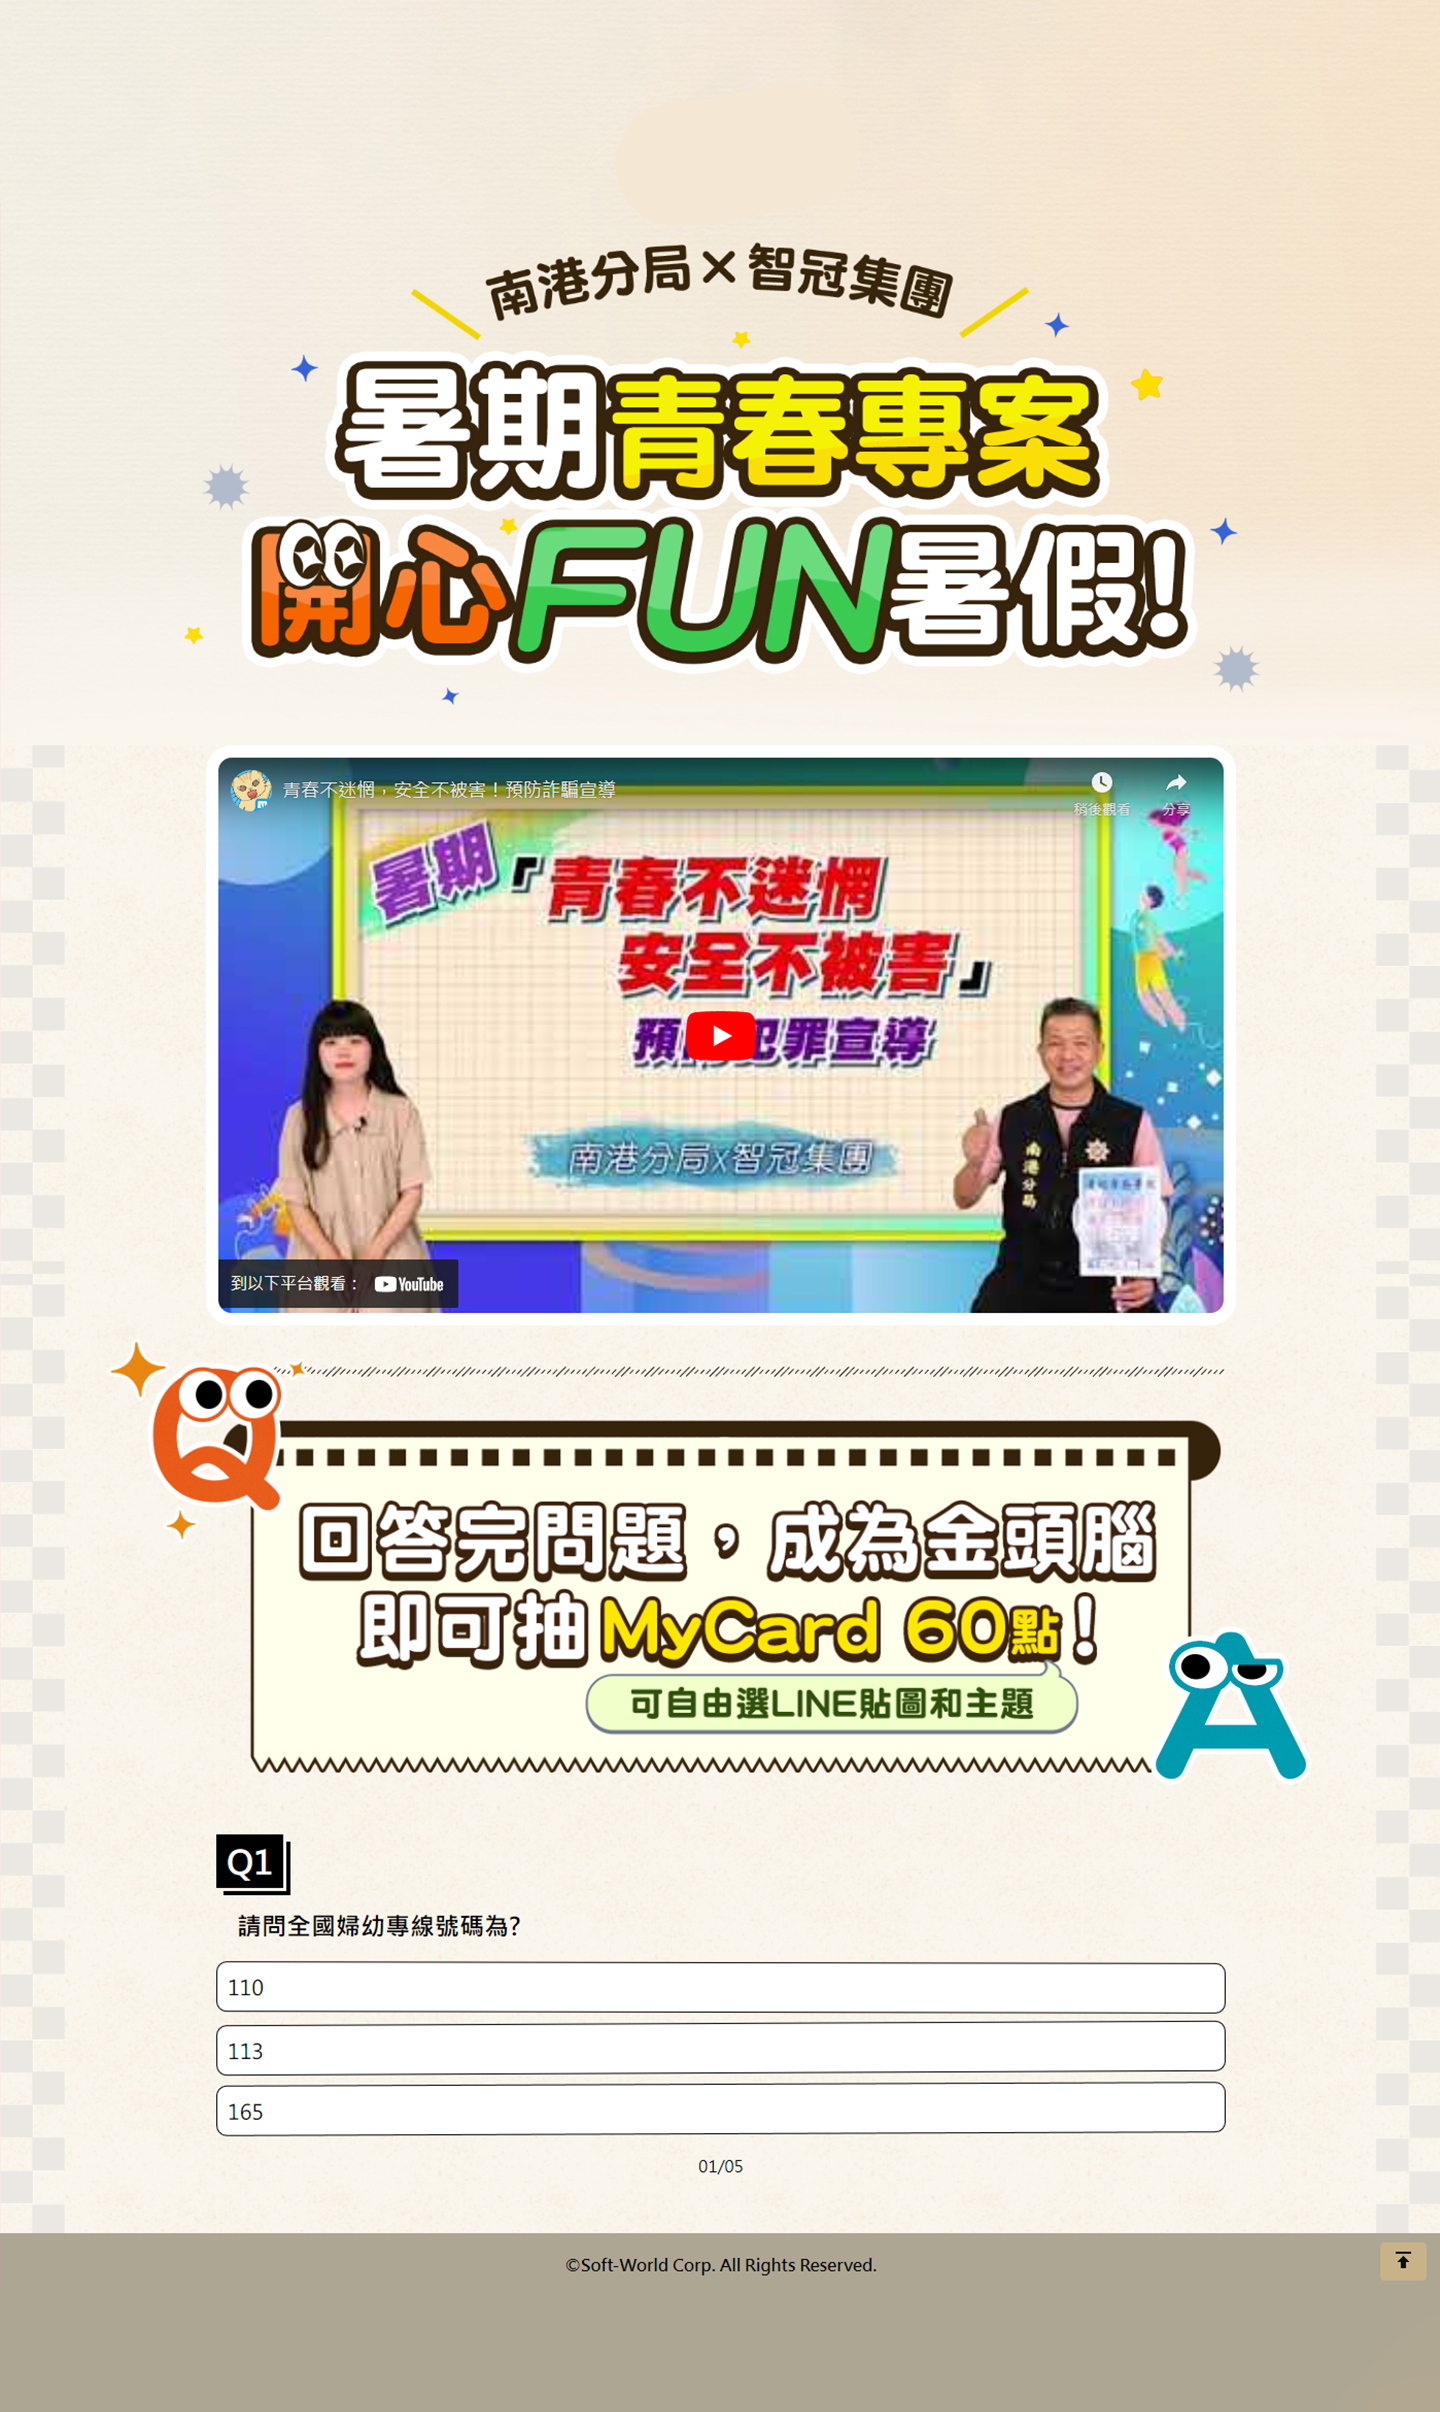 南港分局×智冠集團
暑期青春專案
開心FUN暑假!
青春不迷惘，安全不被害！預防詐騙宣導
稍後觀看
分享
暑期「青春不迷惘
安全不被害」
預防犯罪宣導
南港分局x智冠集團
南港分局
到以下平台觀看： YouTube
Q
回答完問題，成為金頭腦
即可抽MyCard 60點!
可自由選LINE貼圖和主題
A
Q1
請問全國婦幼專線號碼為?
110
113
165
01/05
©Soft-World Corp. All Rights Reserved.